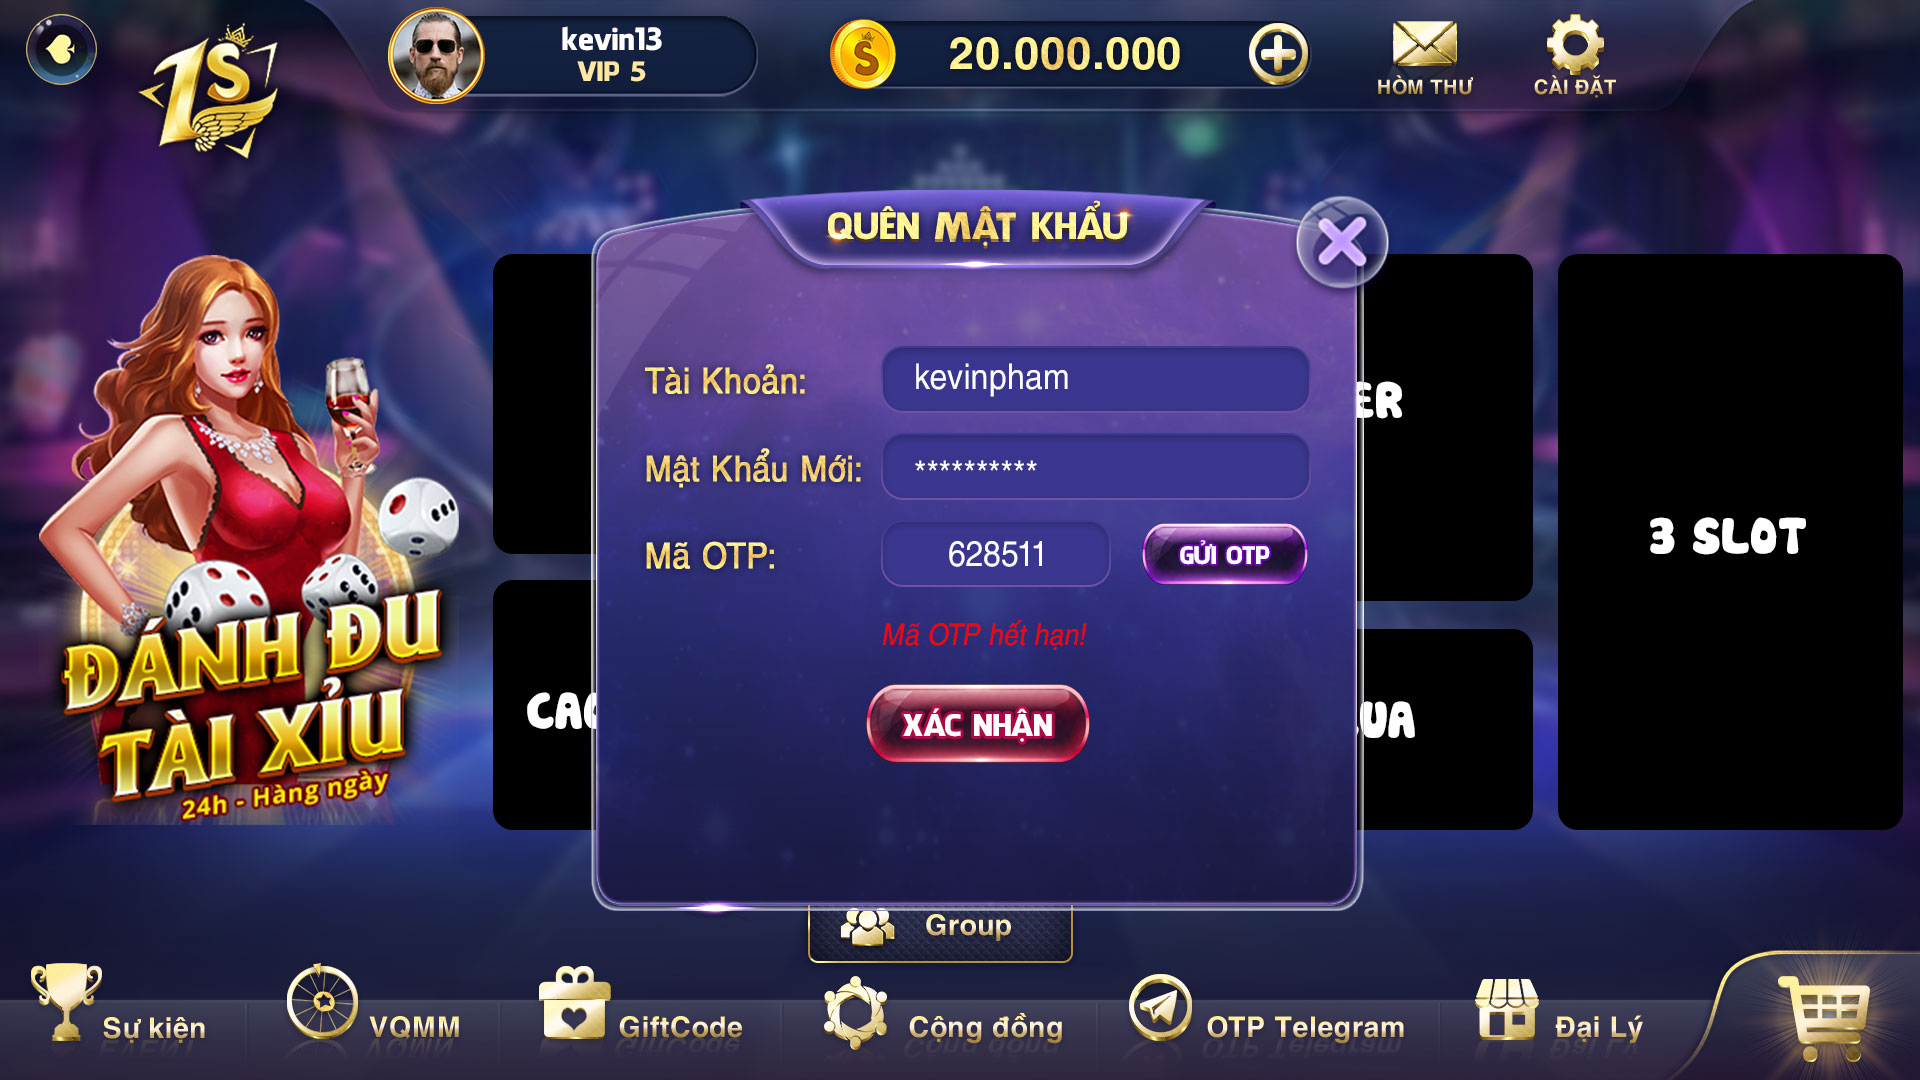 1S
kevin13
VIP 5
S
20.000.000
HÒM THƯ
CÀI ĐẶT
QUÊN MẬT KHẨU
Tài Khoản:
kevinpham
Mật Khẩu Mới:
**********
Mã OTP:
628511
GỬI OTP
Mã OTP hết hạn!
XÁC NHẬN
3 SLOT
ĐÁNH ĐU
TÀI XỈU
24h - Hàng ngày
Group
Sự kiện
VQMM
GiftCode
Cộng đồng
OTP Telegram
Đại Lý